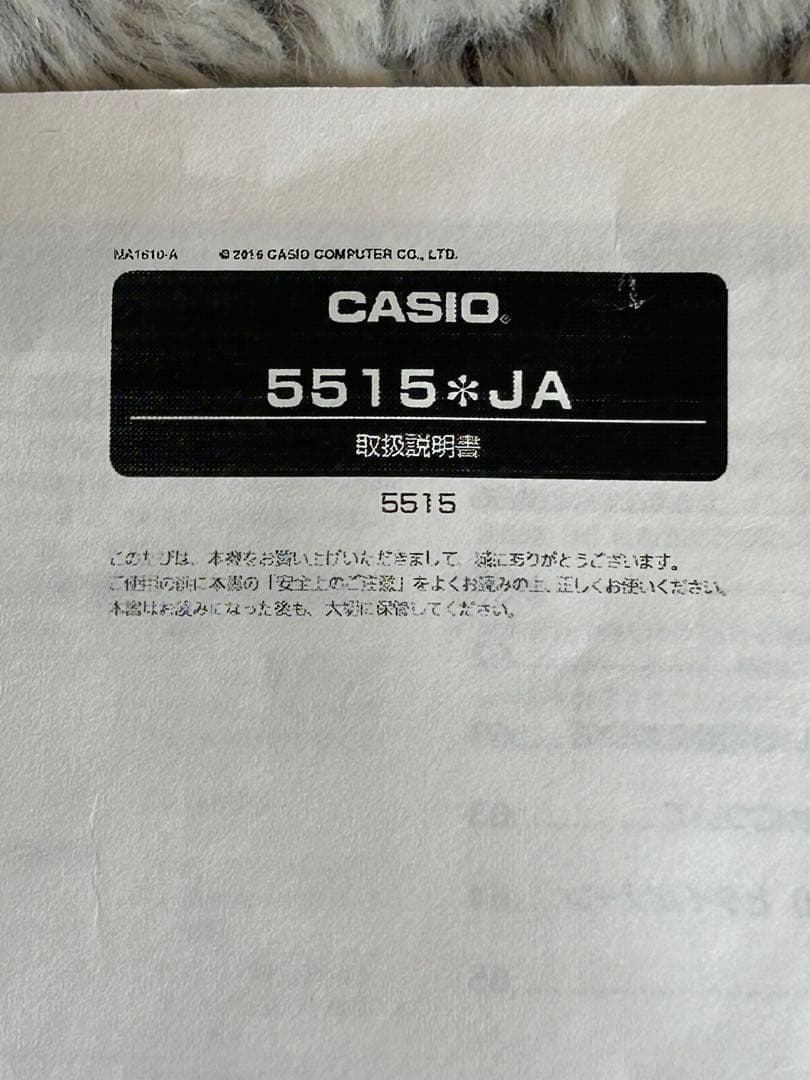 MA1610-A © 2016 CASIO COMPUTER CO., LTD.
CASIO®
5515*JA
取扱説明書
5515
このたびは、本機をお買い上げいただきまして、誠にありがとうございます。
ご使用の前に本書の「安全上のご注意」をよくお読みの上、正しくお使いください。
本書はお読みになった後も、大切に保管してください。